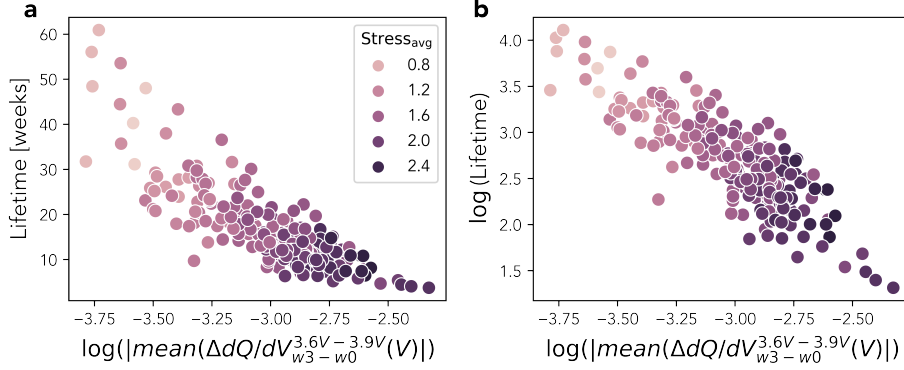 a
Lifetime [weeks]
60
50
40
30
20
10
Stress_avg
0.8
1.2
1.6
2.0
2.4
−3.75 −3.50 −3.25 −3.00 −2.75 −2.50
log(|mean(ΔdQ/dV^{3.6V−3.9V}_{w3−w0}(V)|)
b
log(Lifetime)
4.0
3.5
3.0
2.5
2.0
1.5
−3.75 −3.50 −3.25 −3.00 −2.75 −2.50
log(|mean(ΔdQ/dV^{3.6V−3.9V}_{w3−w0}(V)|)